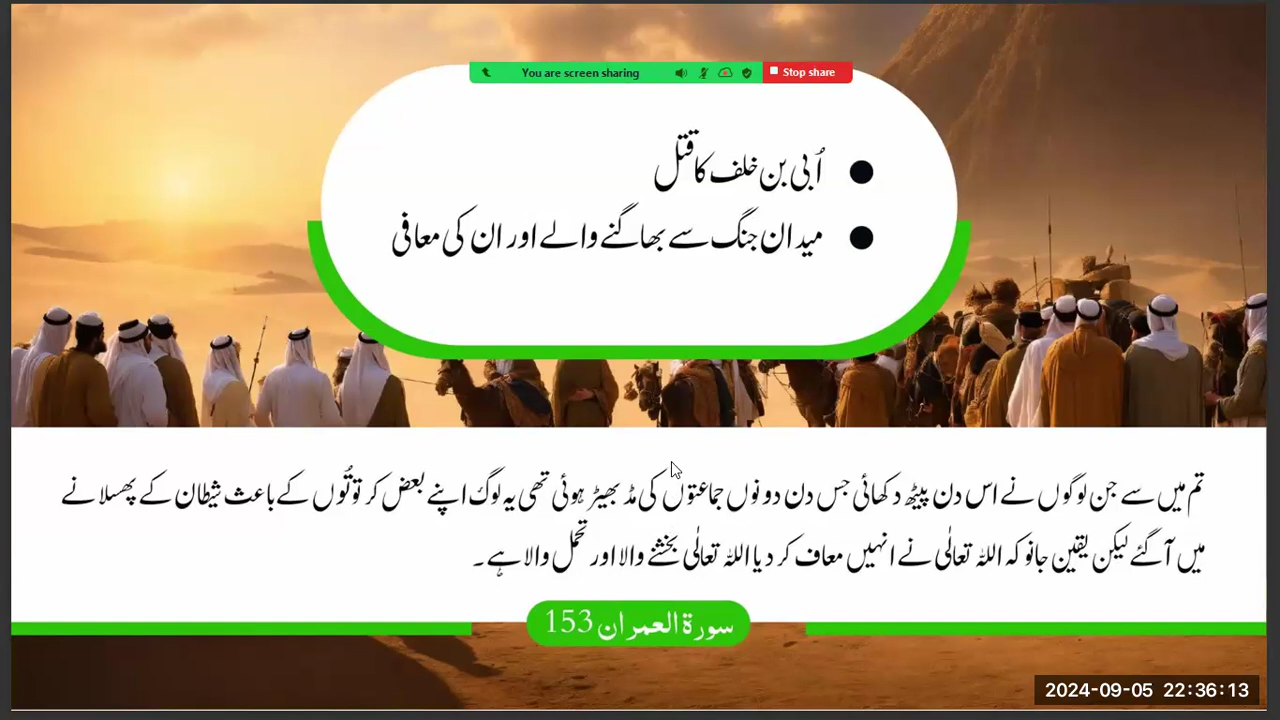 You are screen sharing Stop share
اُبی بن خلف کا قتل
میدان جنگ سے بھاگنے والے اور ان کی معافی
تم میں سے جن لوگوں نے اس دن پیٹھ دکھائی جس دن دونوں جماعتوں کی مڈ بھیڑ ہوئی تھی یہ لوگ اپنے بعض کرتوتُوں کے باعث شیطان کے پھسلانے
میں آگئے لیکن یقین جانو کہ اللہ تعالٰی نے انہیں معاف کر دیا اللہ تعالٰی بخشنے والا اور تحمل والا ہے۔
سورۃ العمران 153
2024-09-05 22:36:13